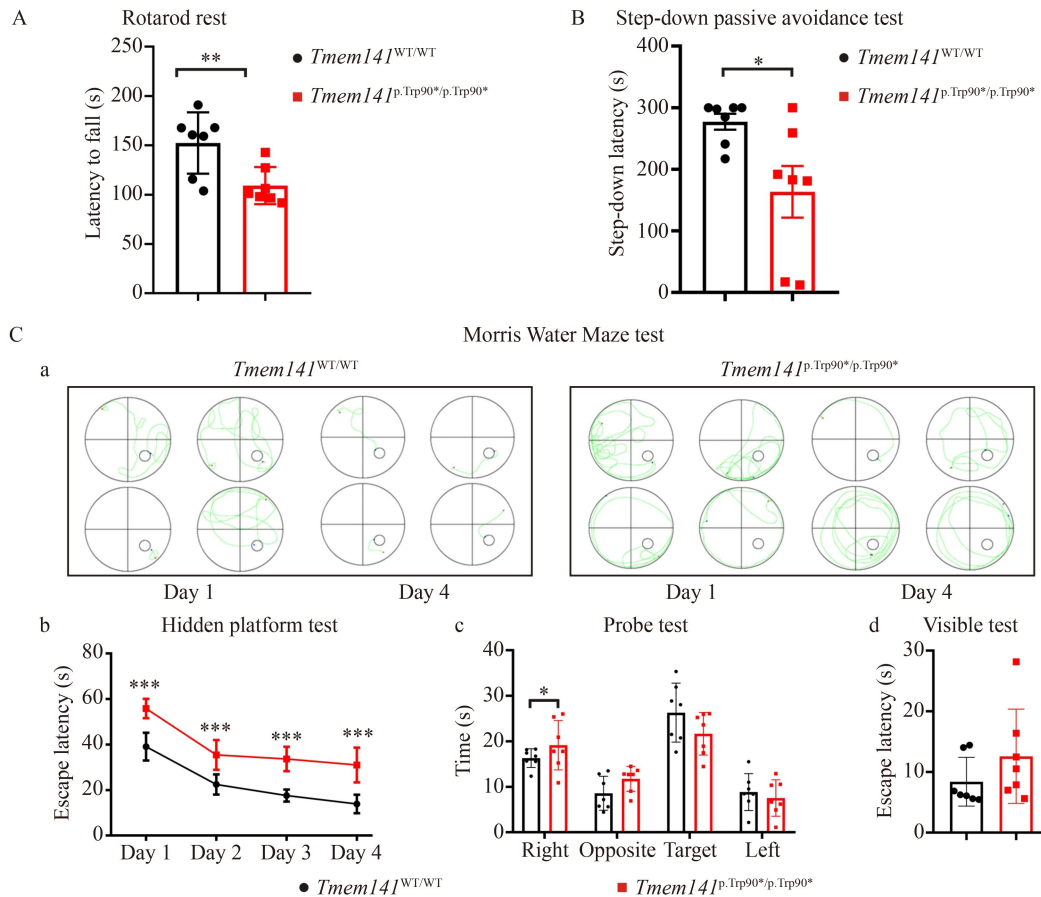 A
Rotarod rest
Latency to fall (s)
250
200
150
100
50
0
**
Tmem141WT/WT
Tmem141p.Trp90*/p.Trp90*
B
Step-down passive avoidance test
Step-down latency (s)
400
300
200
100
0
*
Tmem141WT/WT
Tmem141p.Trp90*/p.Trp90*
C
Morris Water Maze test
a
Tmem141WT/WT
Tmem141p.Trp90*/p.Trp90*
Day 1
Day 4
Day 1
Day 4
b
Hidden platform test
Escape latency (s)
80
60
40
20
0
***
***
***
***
Day 1
Day 2
Day 3
Day 4
c
Probe test
Time (s)
40
30
20
10
0
*
Right
Opposite
Target
Left
d
Visible test
Escape latency (s)
30
20
10
0
Tmem141WT/WT
Tmem141p.Trp90*/p.Trp90*